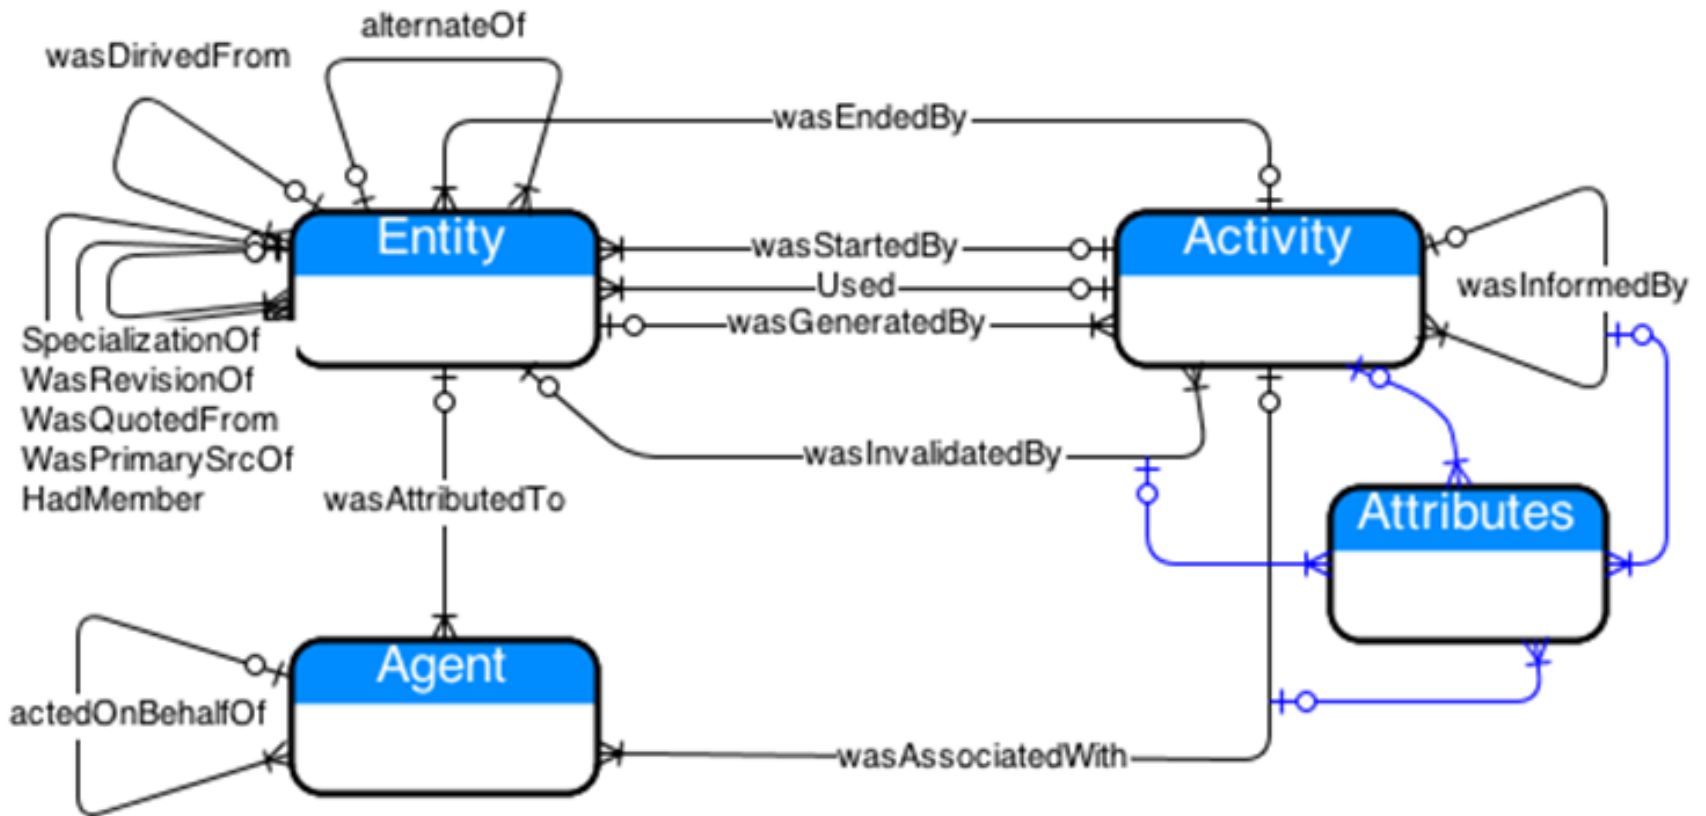 alternateOf
wasDirivedFrom
wasEndedBy
Entity
Activity
wasStartedBy
Used
wasGeneratedBy
wasInformedBy
SpecializationOf
WasRevisionOf
WasQuotedFrom
WasPrimarySrcOf
HadMember
wasInvalidatedBy
wasAttributedTo
Attributes
Agent
actedOnBehalfOf
wasAssociatedWith